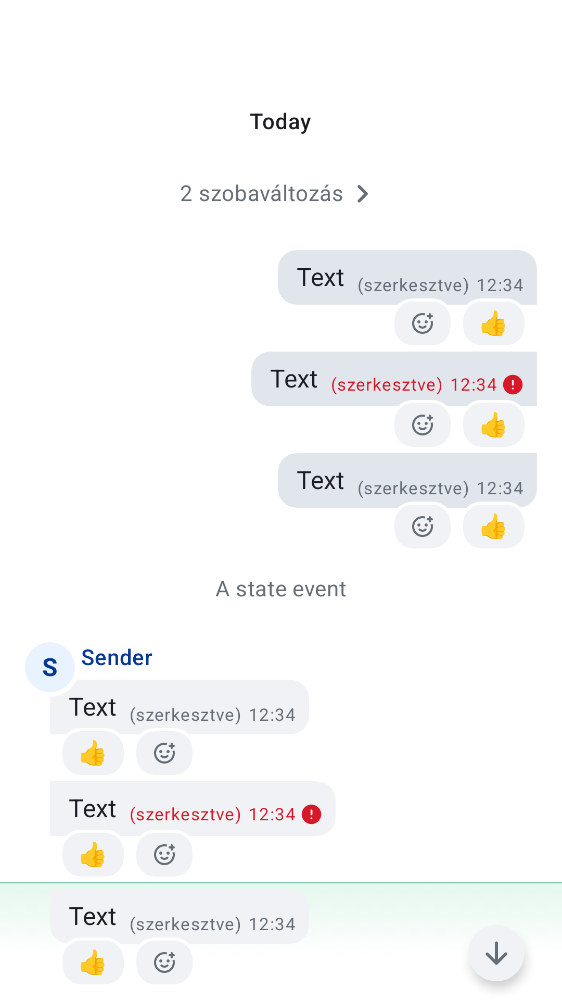 Today
2 szobaváltozás
Text (szerkesztve) 12:34
👍
Text (szerkesztve) 12:34
👍
Text (szerkesztve) 12:34
👍
A state event
S Sender
Text (szerkesztve) 12:34
👍
Text (szerkesztve) 12:34
👍
Text (szerkesztve) 12:34
👍